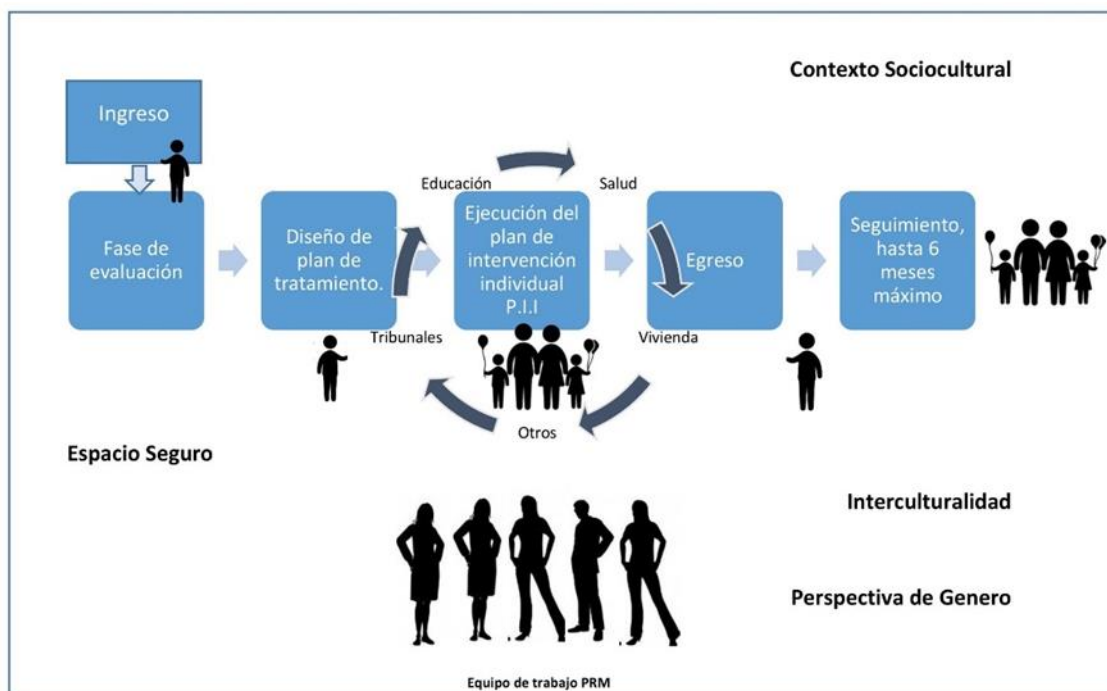 Contexto Sociocultural
Ingreso
Fase de
evaluación
Diseño de
plan de
tratamiento.
Educación
Salud
Ejecución del
plan de
intervención
individual
P.I.I
Egreso
Seguimiento,
hasta 6
meses
máximo
Tribunales
Vivienda
Otros
Espacio Seguro
Interculturalidad
Perspectiva de Genero
Equipo de trabajo PRM